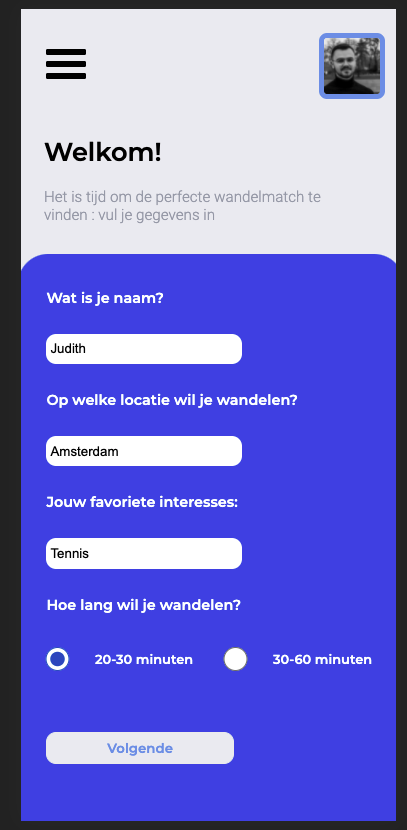 Welkom!
Het is tijd om de perfecte wandelmatch te
vinden : vul je gegevens in
Wat is je naam?
Judith
Op welke locatie wil je wandelen?
Amsterdam
Jouw favoriete interesses:
Tennis
Hoe lang wil je wandelen?
20-30 minuten 30-60 minuten
Volgende